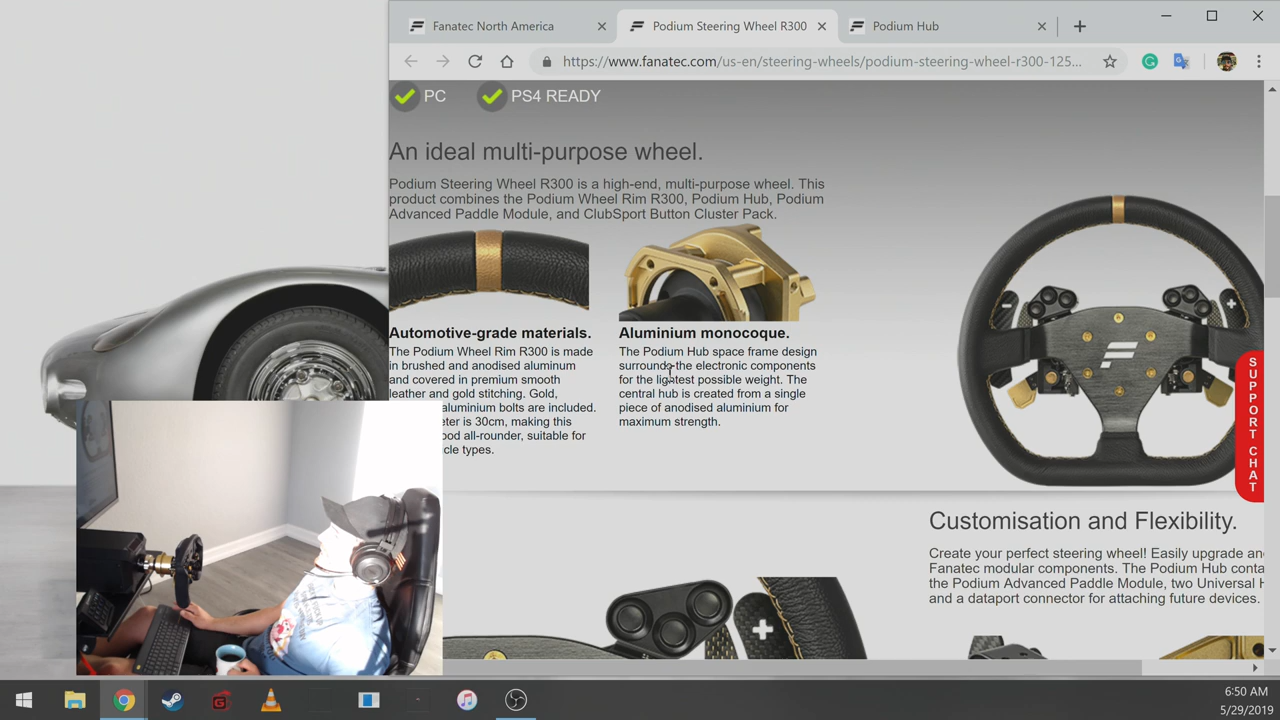 Fanatec North America
Podium Steering Wheel R300
Podium Hub
https://www.fanatec.com/us-en/steering-wheels/podium-steering-wheel-r300-125...
PC
PS4 READY
An ideal multi-purpose wheel.
Podium Steering Wheel R300 is a high-end, multi-purpose wheel. This
product combines the Podium Wheel Rim R300, Podium Hub, Podium
Advanced Paddle Module, and ClubSport Button Cluster Pack.
Automotive-grade materials.
The Podium Wheel Rim R300 is made
in brushed and anodised aluminum
and covered in premium smooth
leather and gold stitching. Gold,
aluminium bolts are included.
eter is 30cm, making this
ood all-rounder, suitable for
cle types.
Aluminium monocoque.
The Podium Hub space frame design
surrounds the electronic components
for the lightest possible weight. The
central hub is created from a single
piece of anodised aluminium for
maximum strength.
SUPPORT CHAT
Customisation and Flexibility.
Create your perfect steering wheel! Easily upgrade an
Fanatec modular components. The Podium Hub conta
the Podium Advanced Paddle Module, two Universal H
and a dataport connector for attaching future devices.
6:50 AM
5/29/2019